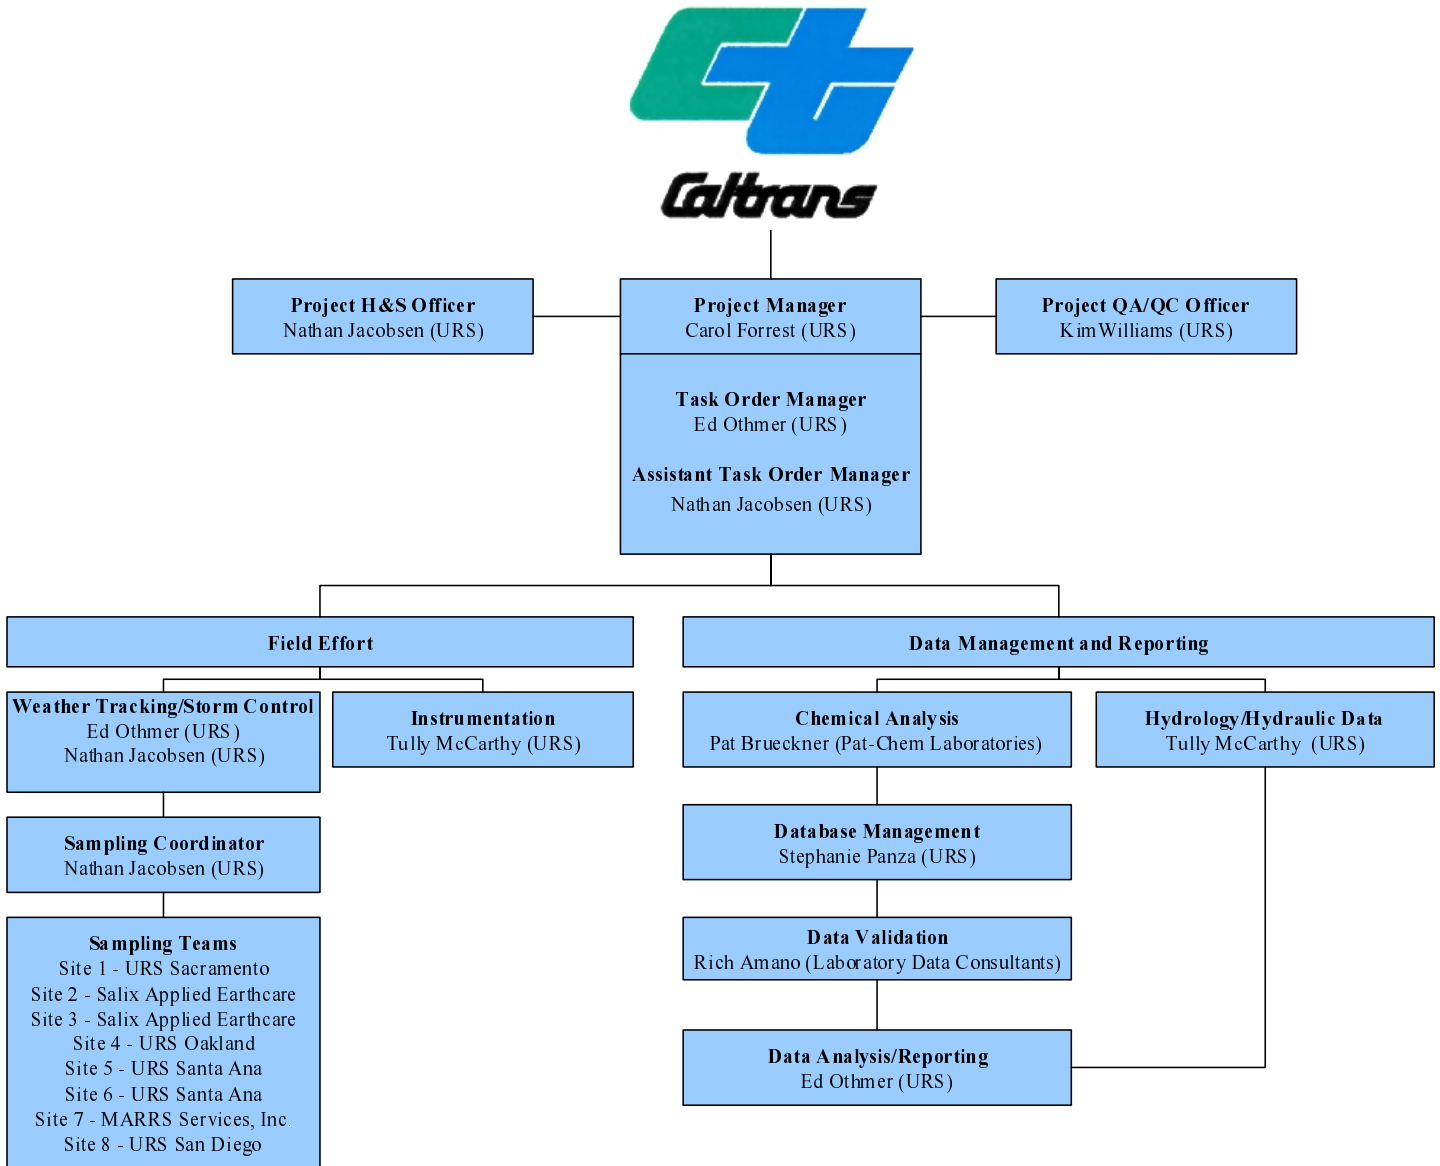 Caltrans
Project H&S Officer
Nathan Jacobsen (URS)
Project Manager
Carol Forrest (URS)
Project QA/QC Officer
Kim Williams (URS)
Task Order Manager
Ed Othmer (URS)
Assistant Task Order Manager
Nathan Jacobsen (URS)
Field Effort
Weather Tracking/Storm Control
Ed Othmer (URS)
Nathan Jacobsen (URS)
Instrumentation
Tully McCarthy (URS)
Sampling Coordinator
Nathan Jacobsen (URS)
Sampling Teams
Site 1 - URS Sacramento
Site 2 - Salix Applied Earthcare
Site 3 - Salix Applied Earthcare
Site 4 - URS Oakland
Site 5 - URS Santa Ana
Site 6 - URS Santa Ana
Site 7 - MARRS Services, Inc.
Site 8 - URS San Diego
Data Management and Reporting
Chemical Analysis
Pat Brueckner (Pat-Chem Laboratories)
Hydrology/Hydraulic Data
Tully McCarthy (URS)
Database Management
Stephanie Panza (URS)
Data Validation
Rich Amano (Laboratory Data Consultants)
Data Analysis/Reporting
Ed Othmer (URS)